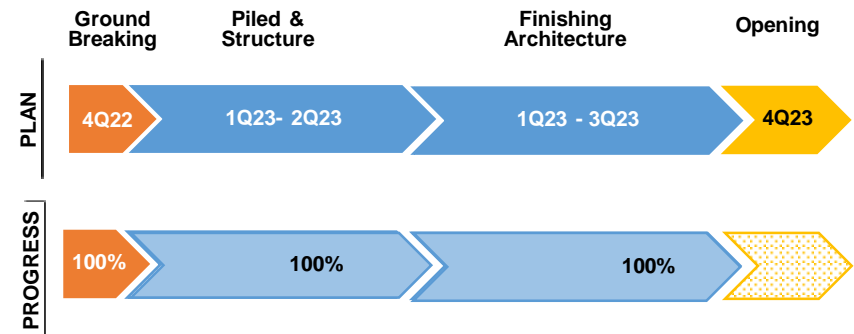 Ground
Breaking
Piled &
Structure
Finishing
Architecture
Opening
PLAN
4Q22
1Q23- 2Q23
1Q23 - 3Q23
4Q23
PROGRESS
100%
100%
100%